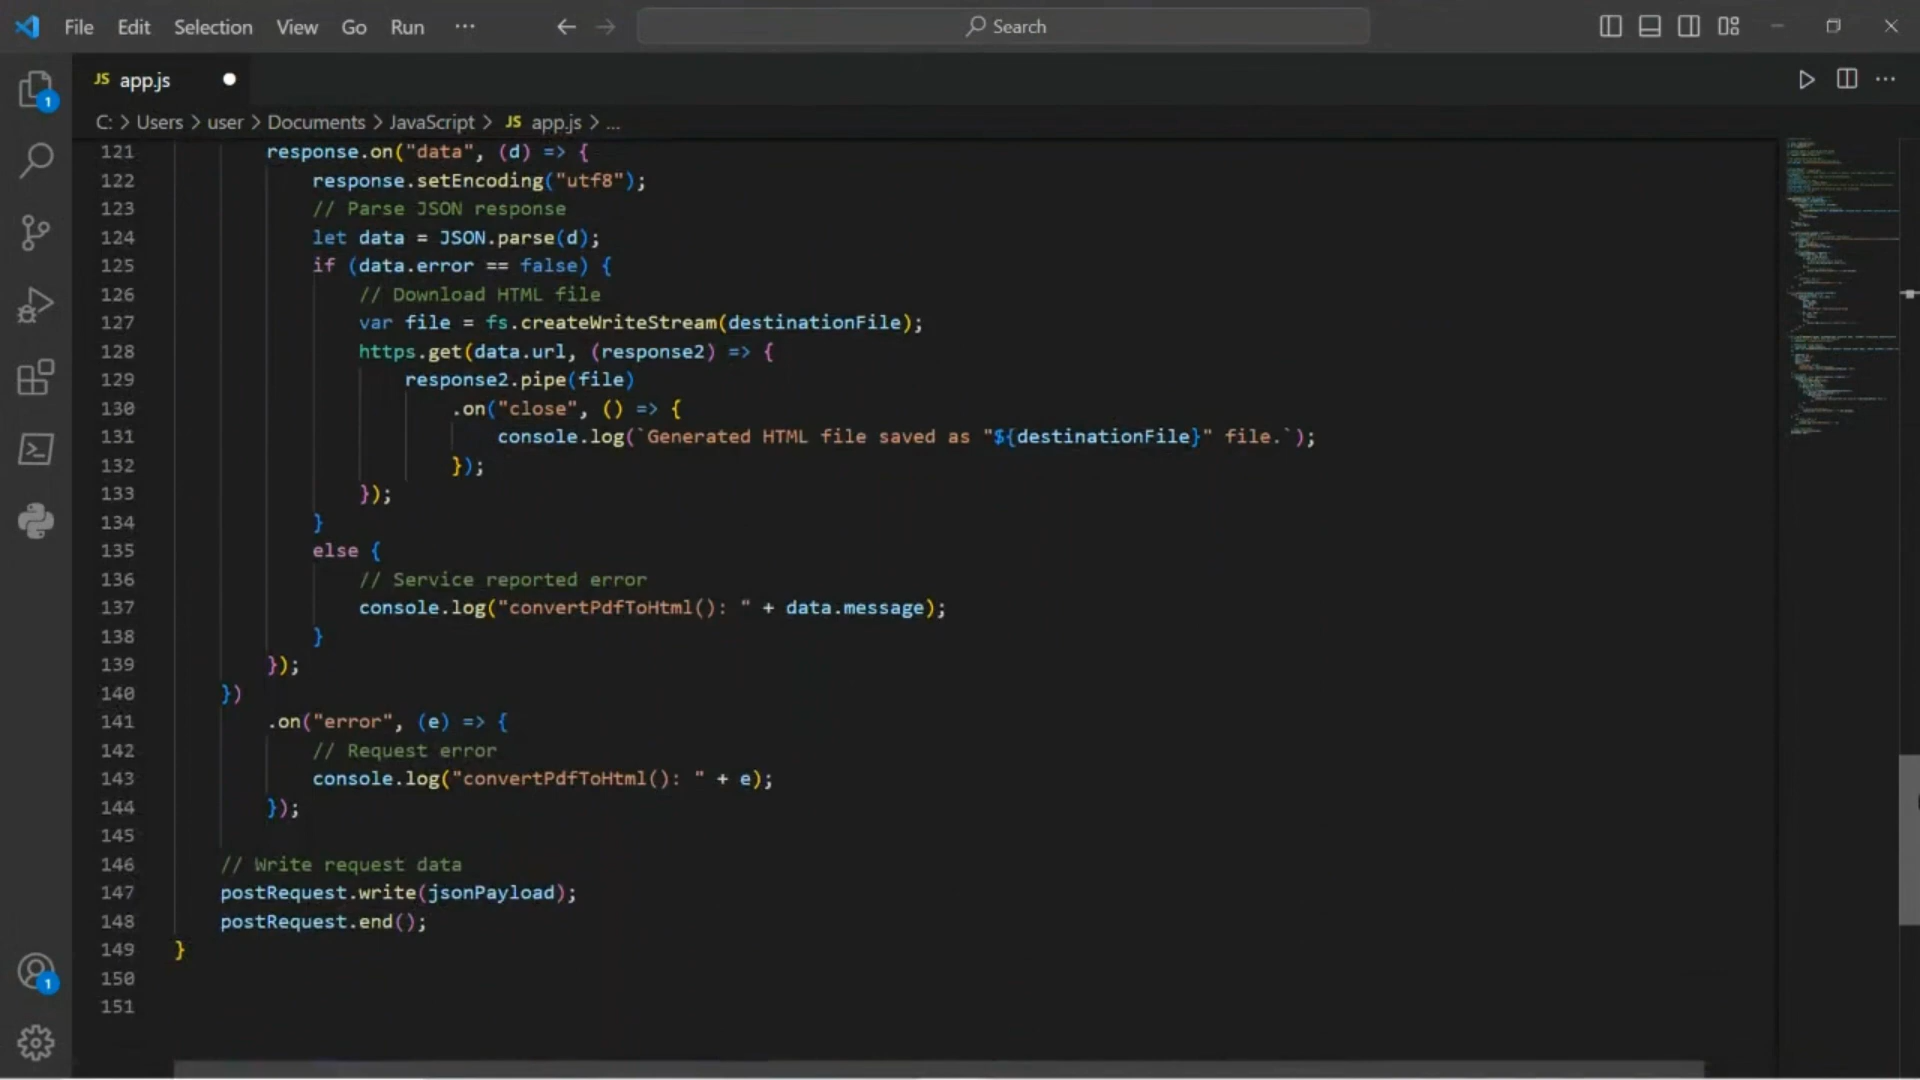 File Edit Selection View Go Run ··· Search
JS app.js
C: > Users > user > Documents > JavaScript > JS app.js > ...
121 response.on("data", (d) => {
122 response.setEncoding("utf8");
123 // Parse JSON response
124 let data = JSON.parse(d);
125 if (data.error == false) {
126 // Download HTML file
127 var file = fs.createWriteStream(destinationFile);
128 https.get(data.url, (response2) => {
129 response2.pipe(file)
130 .on("close", () => {
131 console.log(`Generated HTML file saved as "${destinationFile}" file.`);
132 });
133 });
134 }
135 else {
136 // Service reported error
137 console.log("convertPdfToHtml(): " + data.message);
138 }
139 });
140 })
141 .on("error", (e) => {
142 // Request error
143 console.log("convertPdfToHtml(): " + e);
144 });
145
146 // Write request data
147 postRequest.write(jsonPayload);
148 postRequest.end();
149 }
150
151
1
1